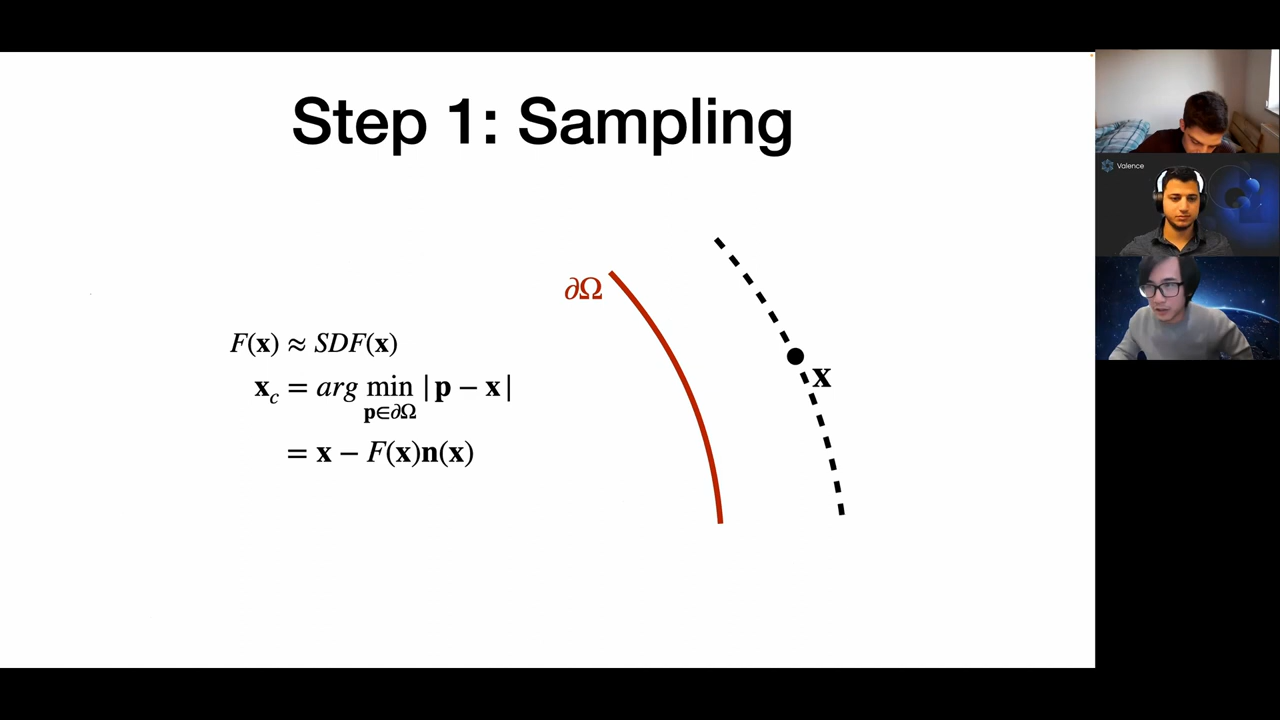 Step 1: Sampling
∂Ω
F(x) ≈ SDF(x)
x_c = arg min_{p∈∂Ω} |p − x|
= x − F(x)n(x)
x
Valence